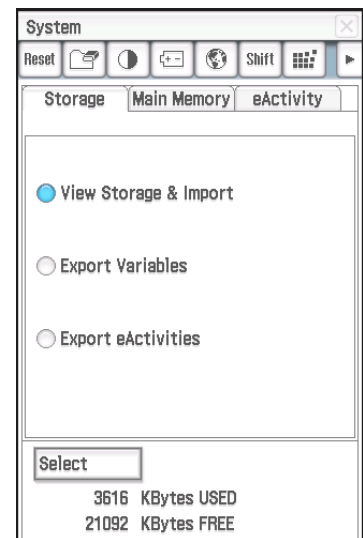 System
Reset Shift
Storage Main Memory eActivity
View Storage & Import
Export Variables
Export eActivities
Select
3616 KBytes USED
21092 KBytes FREE